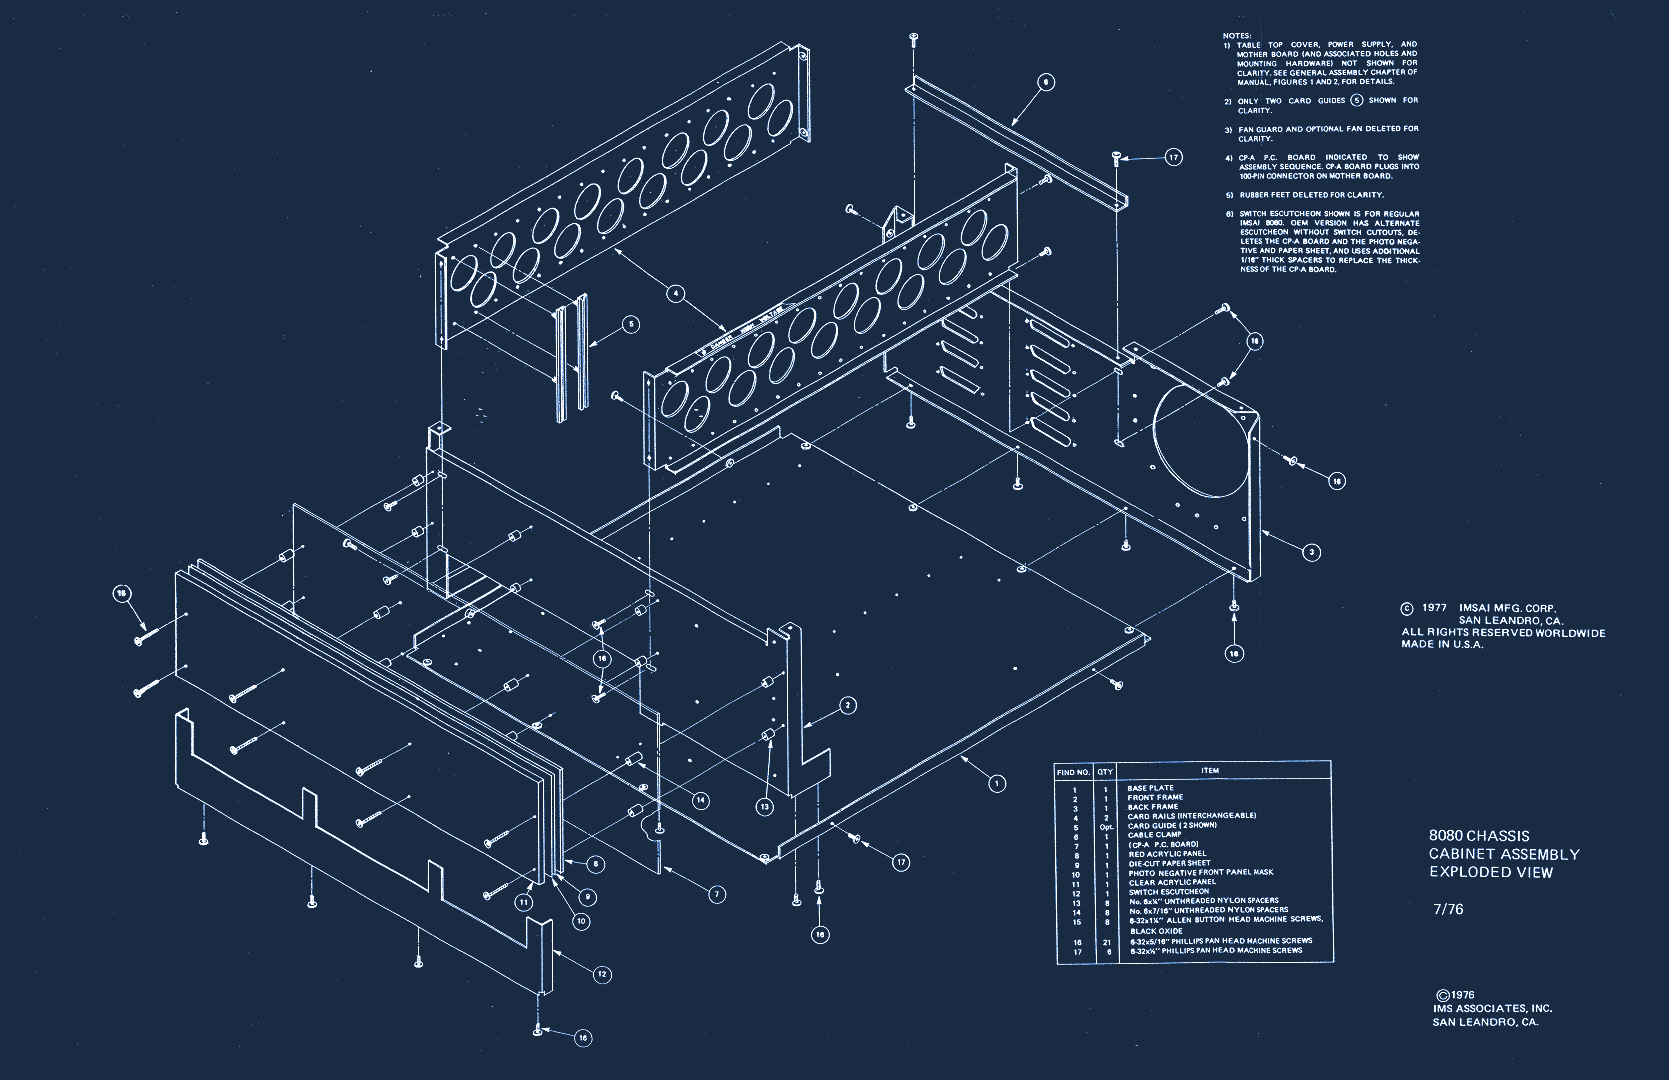 NOTES:
1) TABLE TOP COVER, POWER SUPPLY, AND
MOTHER BOARD (AND ASSOCIATED HOLES AND
MOUNTING HARDWARE) NOT SHOWN FOR
CLARITY. SEE GENERAL ASSEMBLY CHAPTER OF
MANUAL, FIGURES 1 AND 2, FOR DETAILS.
2) ONLY TWO CARD GUIDES 5 SHOWN FOR
CLARITY.
3) FAN GUARD AND OPTIONAL FAN DELETED FOR
CLARITY.
4) CP-A P.C. BOARD INDICATED TO SHOW
ASSEMBLY SEQUENCE. CP-A BOARD PLUGS INTO
100-PIN CONNECTOR ON MOTHER BOARD.
5) RUBBER FEET DELETED FOR CLARITY.
6) SWITCH ESCUTCHEON SHOWN IS FOR REGULAR
IMSAI 8080. OEM VERSION HAS ALTERNATE
ESCUTCHEON WITHOUT SWITCH CUTOUTS, DE-
LETES THE CP-A BOARD AND THE PHOTO NEGA-
TIVE AND PAPER SHEET, AND USES ADDITIONAL
1/16" THICK SPACERS TO REPLACE THE THICK-
NESS OF THE CP-A BOARD.
6
17
4
5
DANGER HIGH VOLTAGE
16
16
3
15
16
16
2
1
14
13
17
8
7
9
11
10
16
12
16
© 1977 IMSAI MFG. CORP.
SAN LEANDRO, CA.
ALL RIGHTS RESERVED WORLDWIDE
MADE IN U.S.A.
FIND NO. QTY ITEM
1 1 BASE PLATE
2 1 FRONT FRAME
3 1 BACK FRAME
4 2 CARD RAILS (INTERCHANGEABLE)
5 Opt. CARD GUIDE (2 SHOWN)
6 1 CABLE CLAMP
7 1 (CP-A P.C. BOARD)
8 1 RED ACRYLIC PANEL
9 1 DIE-CUT PAPER SHEET
10 1 PHOTO NEGATIVE FRONT PANEL MASK
11 1 CLEAR ACRYLIC PANEL
12 1 SWITCH ESCUTCHEON
13 8 No. 6x¼" UNTHREADED NYLON SPACERS
14 8 No. 6x7/16" UNTHREADED NYLON SPACERS
15 8 6-32x1¼" ALLEN BUTTON HEAD MACHINE SCREWS,
BLACK OXIDE
16 21 6-32x5/16" PHILLIPS PAN HEAD MACHINE SCREWS
17 6 PHILLIPS PAN HEAD MACHINE SCREWS
8080 CHASSIS
CABINET ASSEMBLY
EXPLODED VIEW
7/76
©1976
IMS ASSOCIATES, INC.
SAN LEANDRO, CA.